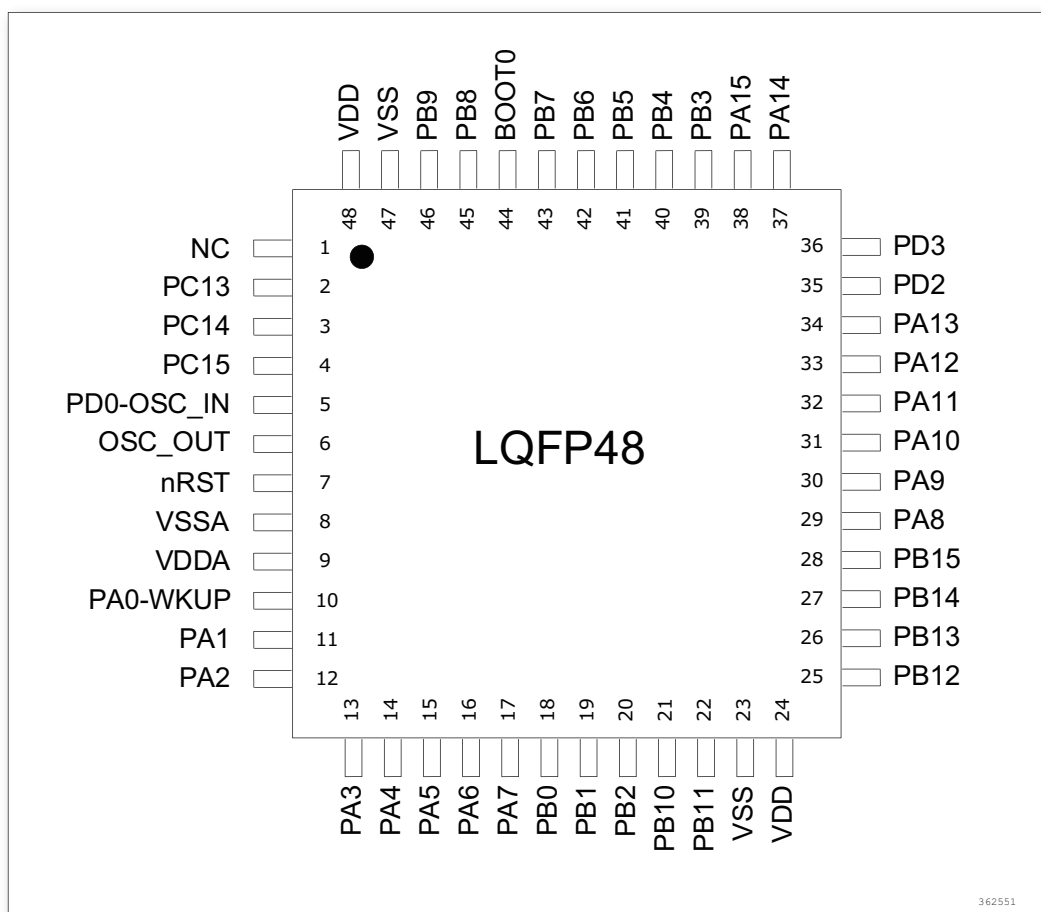 VDD
VSS
PB9
PB8
BOOT0
PB7
PB6
PB5
PB4
PB3
PA15
PA14
48
47
46
45
44
43
42
41
40
39
38
37
NC 1
PC13 2
PC14 3
PC15 4
PD0-OSC_IN 5
OSC_OUT 6
nRST 7
VSSA 8
VDDA 9
PA0-WKUP 10
PA1 11
PA2 12
LQFP48
36 PD3
35 PD2
34 PA13
33 PA12
32 PA11
31 PA10
30 PA9
29 PA8
28 PB15
27 PB14
26 PB13
25 PB12
13
14
15
16
17
18
19
20
21
22
23
24
PA3
PA4
PA5
PA6
PA7
PB0
PB1
PB2
PB10
PB11
VSS
VDD
362551